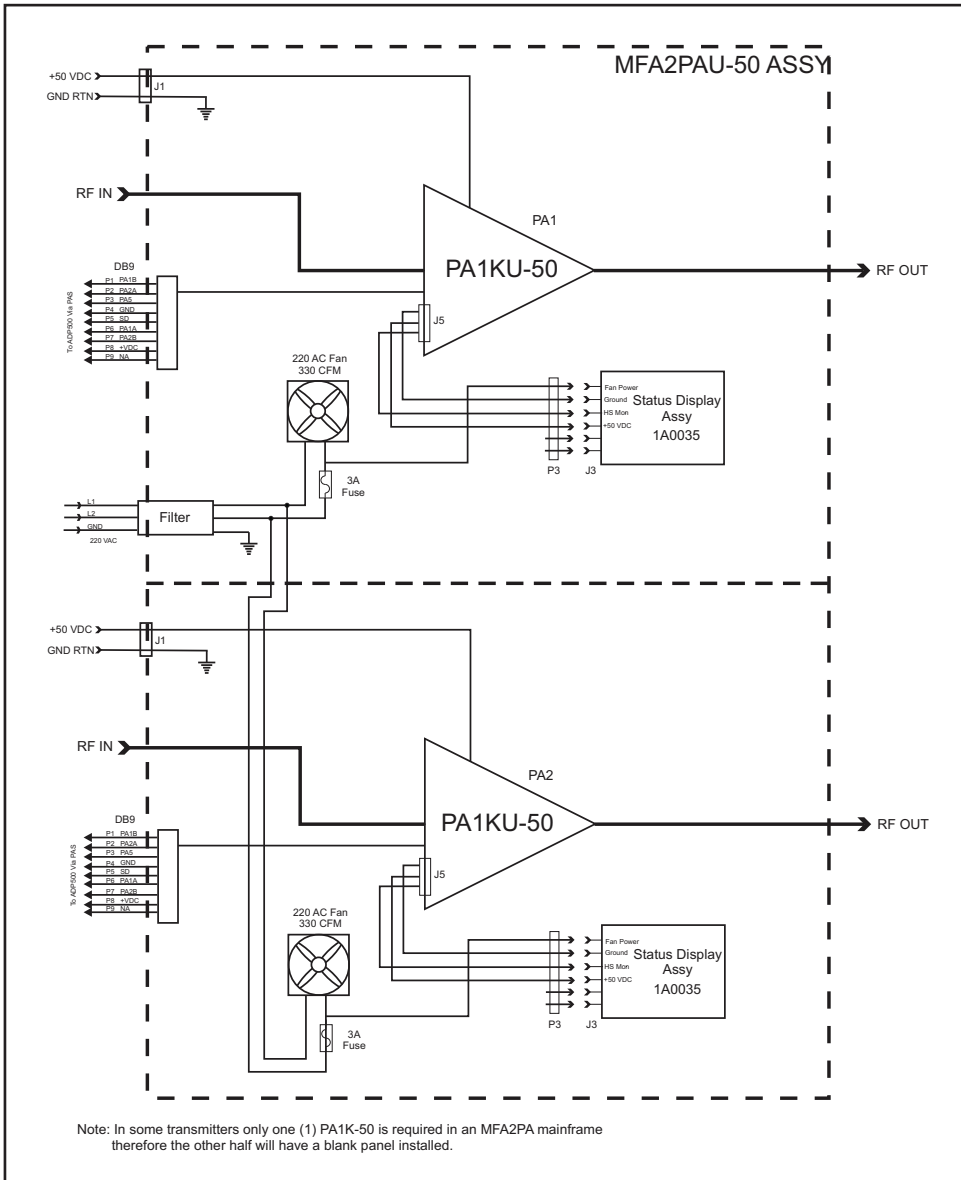 MFA2PAU-50 ASSY
+50 VDC
J1
GND RTN
RF IN
PA1
PA1KU-50
RF OUT
DB9
To ADP500 Via PAS
P1 PA1B
P2 PA2A
P3 PA5
P4 GND
P5 SD
P6 PA1A
P7 PA2B
P8 +VDC
P9 NA
J5
220 AC Fan
330 CFM
Fan Power
Ground
HS Mon
+50 VDC
Status Display
Assy
1A0035
P3
J3
3A
Fuse
L1
L2
GND
220 VAC
Filter
+50 VDC
J1
GND RTN
RF IN
PA2
PA1KU-50
RF OUT
DB9
To ADP500 Via PAS
P1 PA1B
P2 PA2A
P3 PA5
P4 GND
P5 SD
P6 PA1A
P7 PA2B
P8 +VDC
P9 NA
J5
220 AC Fan
330 CFM
Fan Power
Ground
HS Mon
+50 VDC
Status Display
Assy
1A0035
P3
J3
3A
Fuse
Note: In some transmitters only one (1) PA1K-50 is required in an MFA2PA mainframe
therefore the other half will have a blank panel installed.